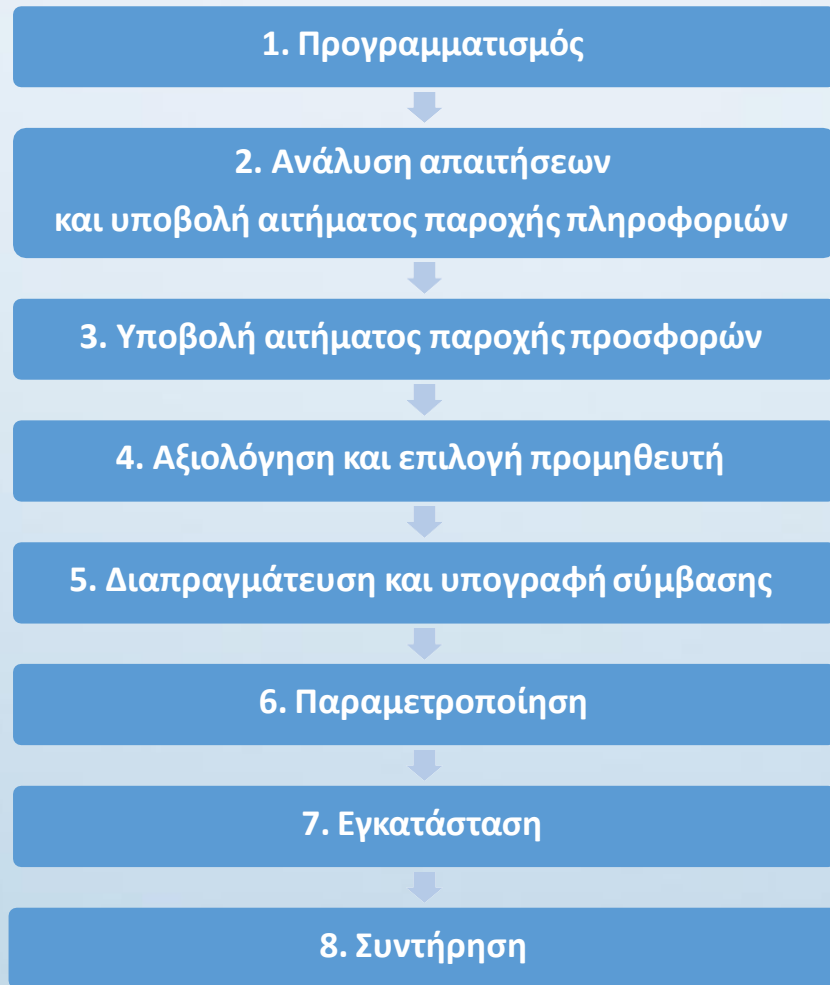 1. Προγραμματισμός
2. Ανάλυση απαιτήσεων
και υποβολή αιτήματος παροχής πληροφοριών
3. Υποβολή αιτήματος παροχής προσφορών
4. Αξιολόγηση και επιλογή προμηθευτή
5. Διαπραγμάτευση και υπογραφή σύμβασης
6. Παραμετροποίηση
7. Εγκατάσταση
8. Συντήρηση